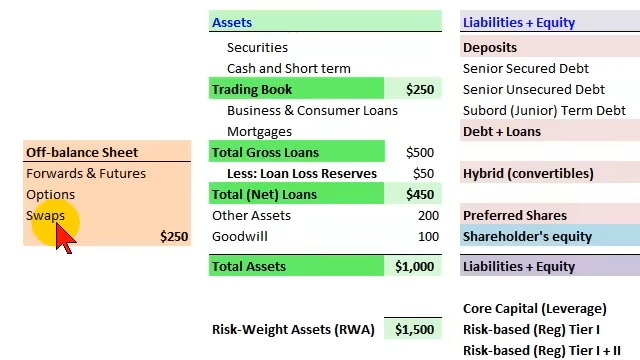 Off-balance Sheet
Forwards & Futures
Options
Swaps
$250
Assets
Securities
Cash and Short term
Trading Book $250
Business & Consumer Loans
Mortgages
Total Gross Loans $500
Less: Loan Loss Reserves $50
Total (Net) Loans $450
Other Assets 200
Goodwill 100
Total Assets $1,000
Risk-Weight Assets (RWA) $1,500
Liabilities + Equity
Deposits
Senior Secured Debt
Senior Unsecured Debt
Subord (Junior) Term Debt
Debt + Loans
Hybrid (convertibles)
Preferred Shares
Shareholder's equity
Liabilities + Equity
Core Capital (Leverage)
Risk-based (Reg) Tier I
Risk-based (Reg) Tier I + II